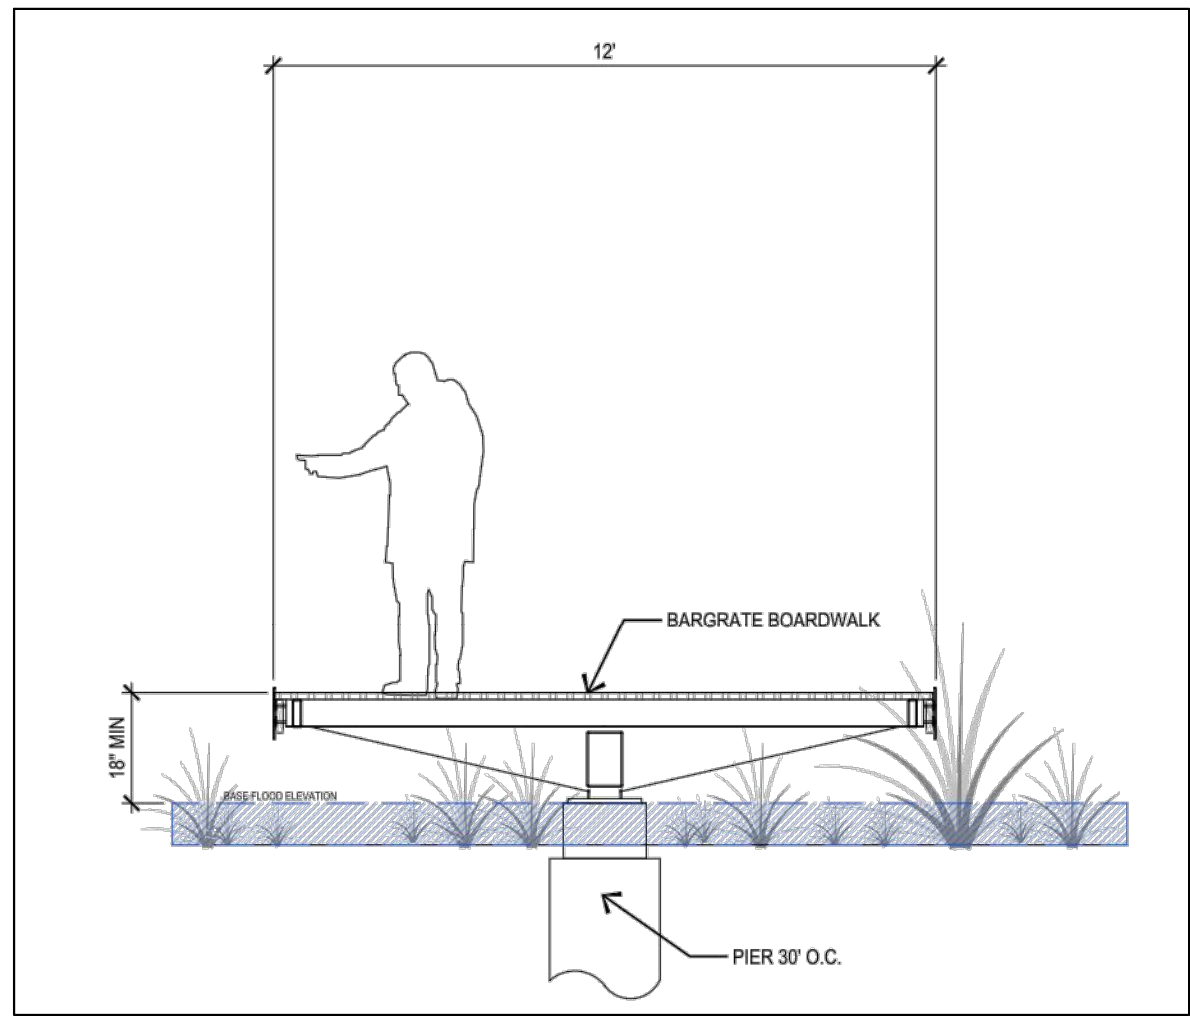 12'
BARGRATE BOARDWALK
18" MIN
BASE FLOOD ELEVATION
PIER 30' O.C.